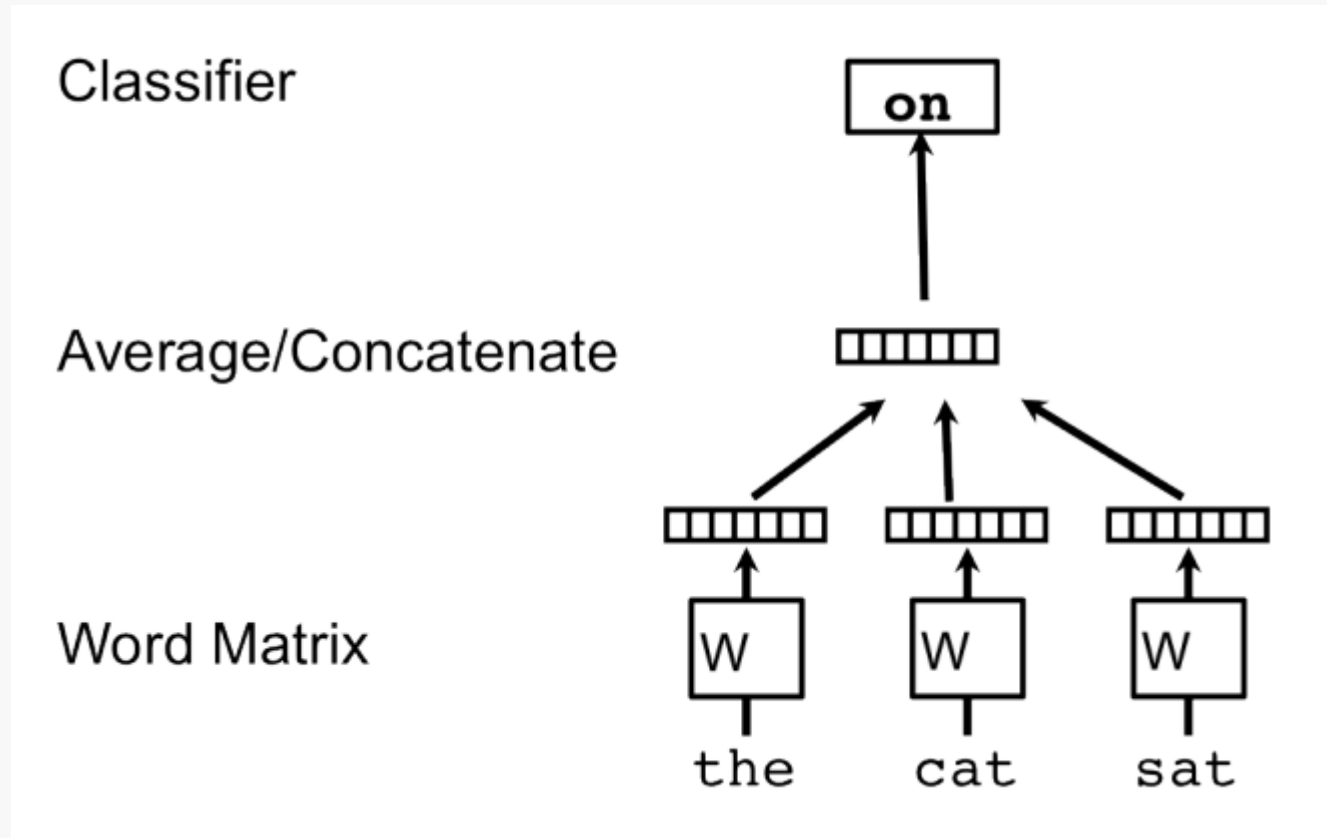 Classifier
on
Average/Concatenate
Word Matrix
W W W
the cat sat